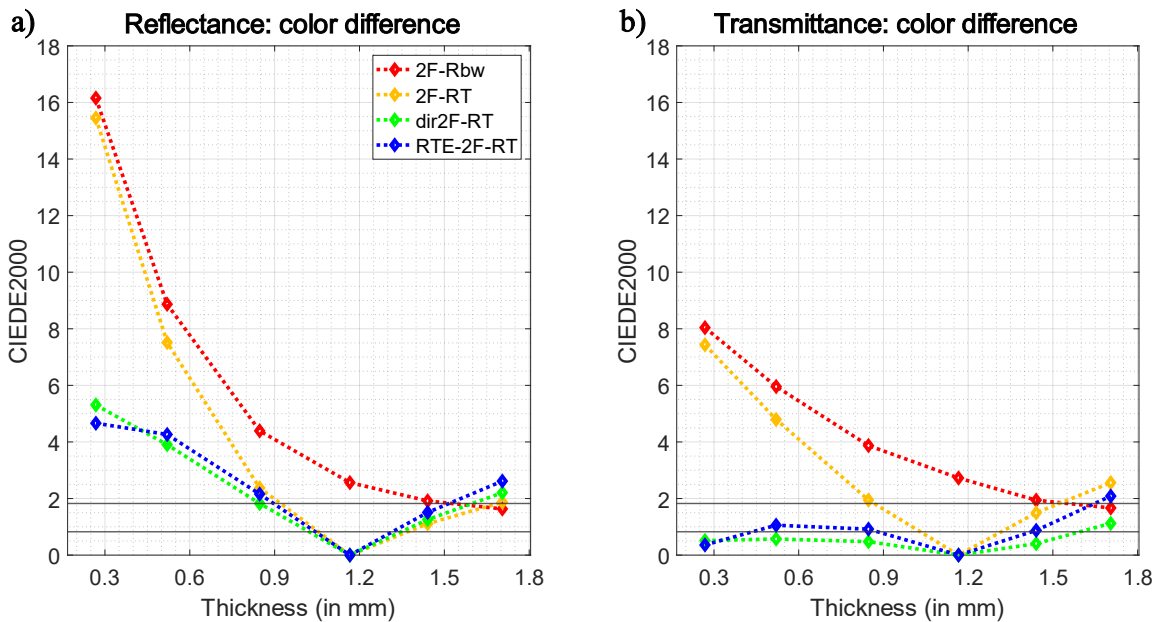 a)
Reflectance: color difference
18
16
14
12
10
8
6
4
2
0
CIEDE2000
2F-Rbw
2F-RT
dir2F-RT
RTE-2F-RT
0.3 0.6 0.9 1.2 1.5 1.8
Thickness (in mm)
b)
Transmittance: color difference
18
16
14
12
10
8
6
4
2
0
CIEDE2000
0.3 0.6 0.9 1.2 1.5 1.8
Thickness (in mm)